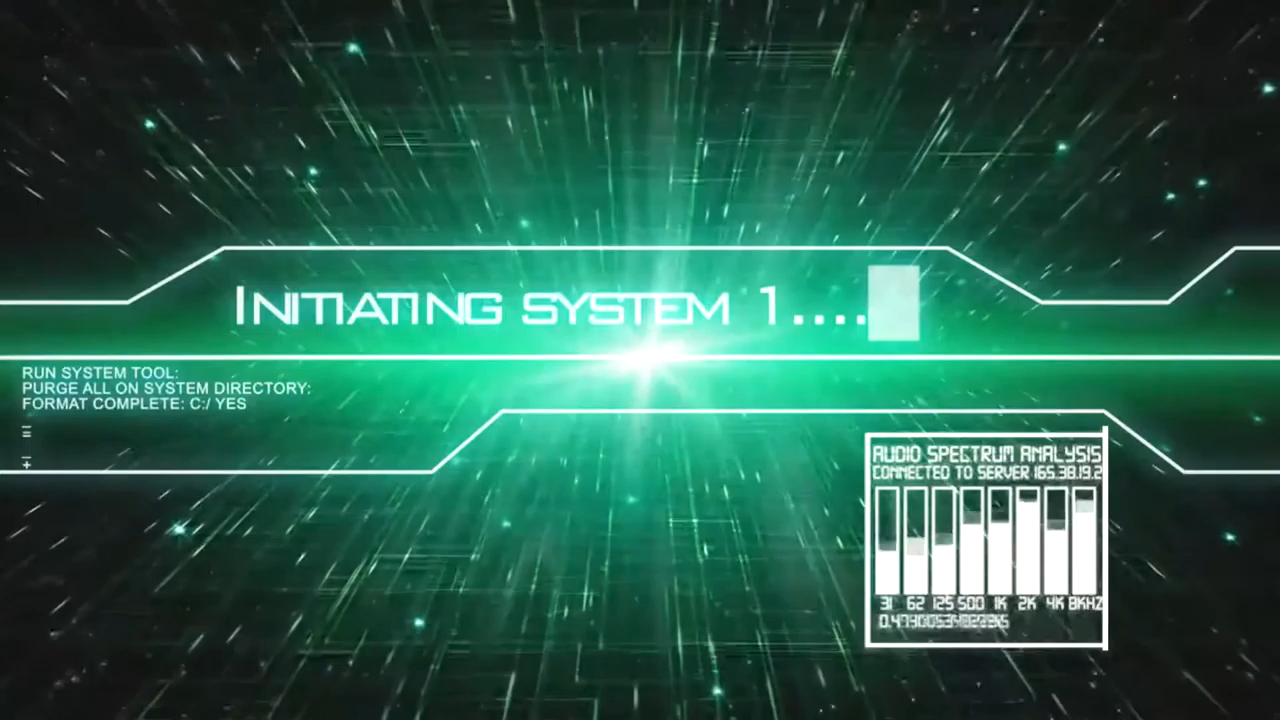 INITIATING SYSTEM 1....
RUN SYSTEM TOOL:
PURGE ALL ON SYSTEM DIRECTORY:
FORMAT COMPLETE: C:/ YES
AUDIO SPECTRUM ANALYSIS
CONNECTED TO SERVER 165.38.19.2
31 62 125 500 1K 2K 4K 8KHZ